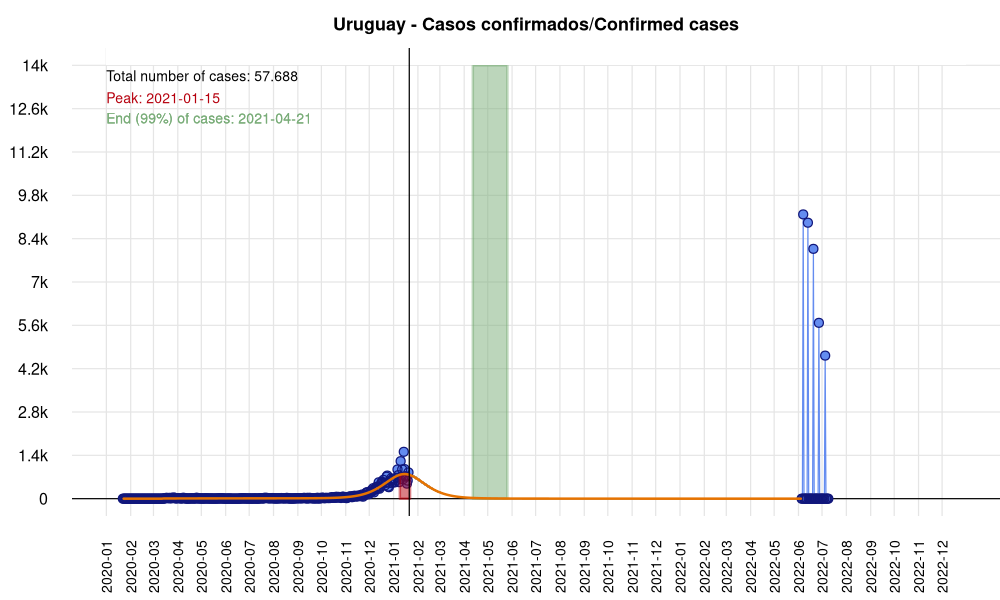 Uruguay - Casos confirmados/Confirmed cases
Total number of cases: 57.688
Peak: 2021-01-15
End (99%) of cases: 2021-04-21
14k
12.6k
11.2k
9.8k
8.4k
7k
5.6k
4.2k
2.8k
1.4k
0
2020-01
2020-02
2020-03
2020-04
2020-05
2020-06
2020-07
2020-08
2020-09
2020-10
2020-11
2020-12
2021-01
2021-02
2021-03
2021-04
2021-05
2021-06
2021-07
2021-08
2021-09
2021-10
2021-11
2021-12
2022-01
2022-02
2022-03
2022-04
2022-05
2022-06
2022-07
2022-08
2022-09
2022-10
2022-11
2022-12